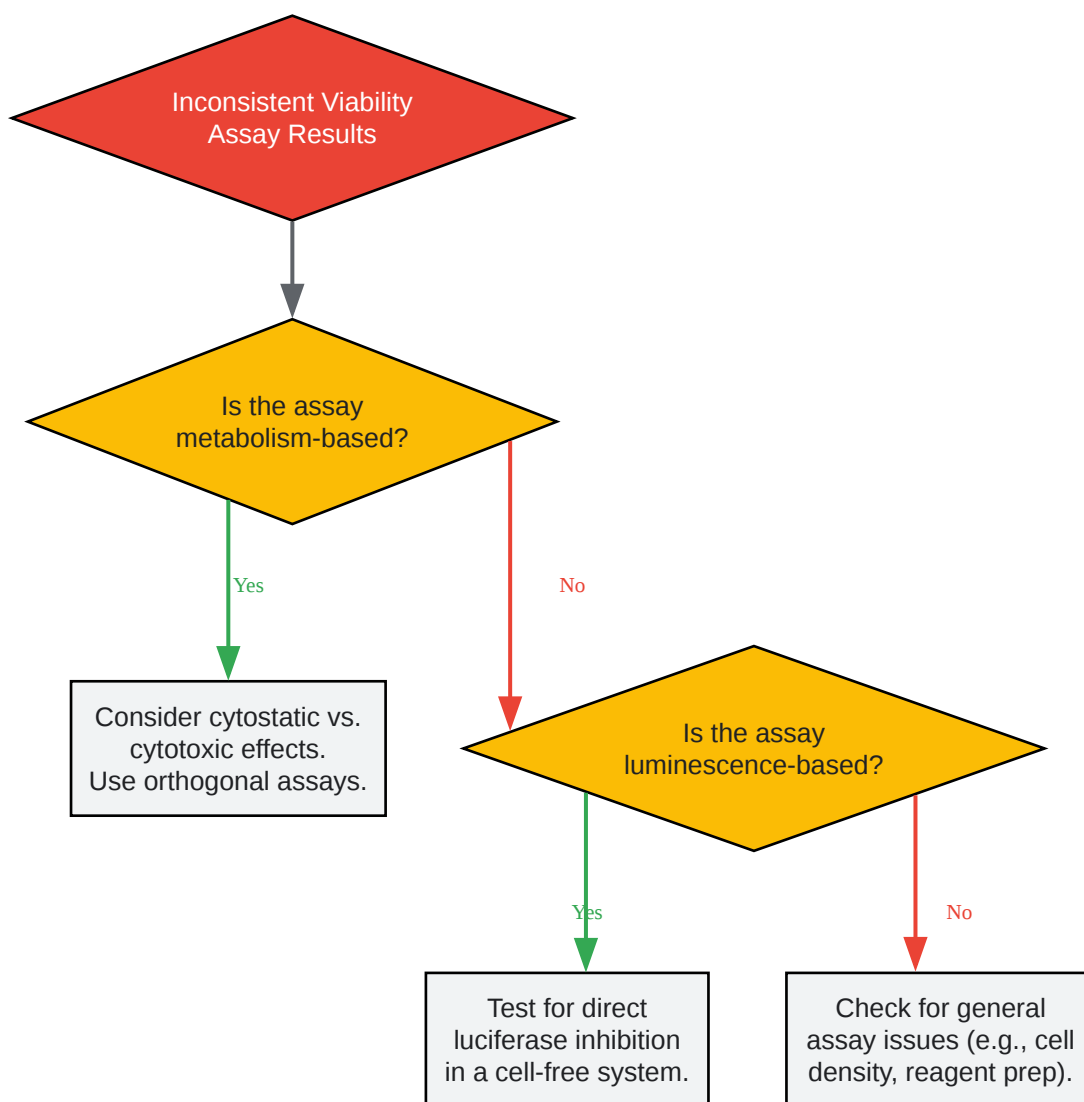 Inconsistent Viability
Assay Results
Is the assay
metabolism-based?
Yes
No
Consider cytostatic vs.
cytotoxic effects.
Use orthogonal assays.
Is the assay
luminescence-based?
Yes
No
Test for direct
luciferase inhibition
in a cell-free system.
Check for general
assay issues (e.g., cell
density, reagent prep).